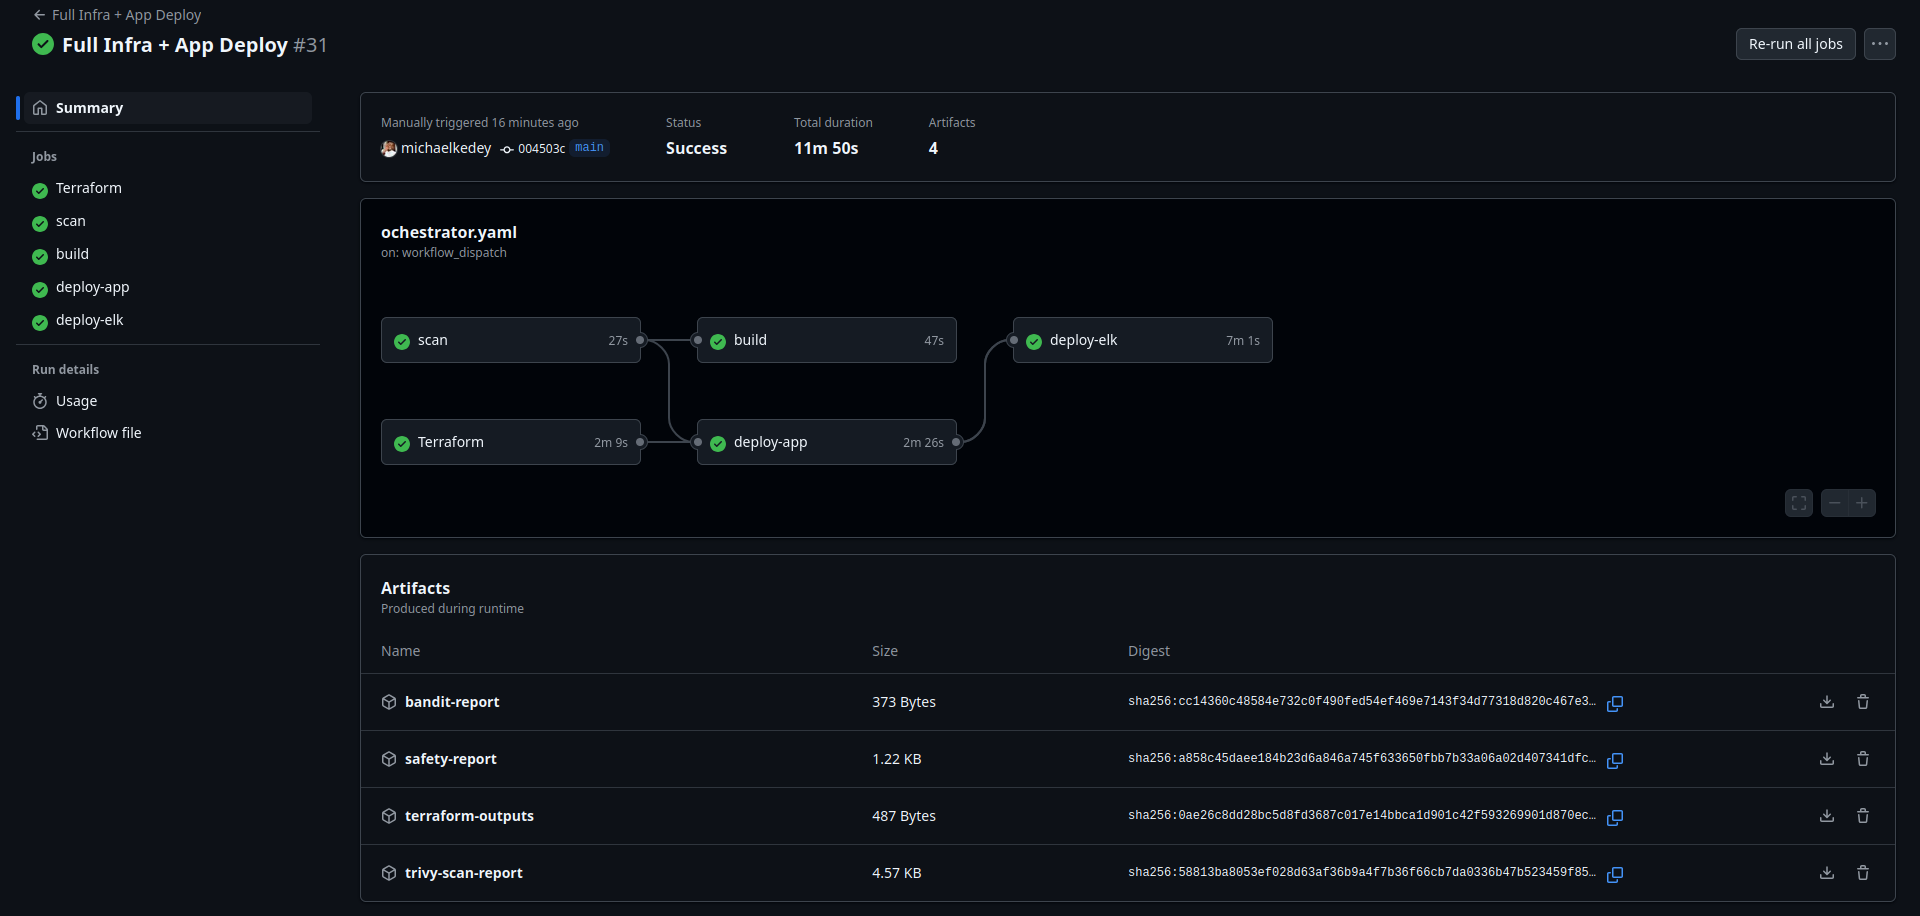 Full Infra + App Deploy
Full Infra + App Deploy #31
Re-run all jobs
Summary
Jobs
Terraform
scan
build
deploy-app
deploy-elk
Run details
Usage
Workflow file
Manually triggered 16 minutes ago
michaelkedey 004503c main
Status
Success
Total duration
11m 50s
Artifacts
4
ochestrator.yaml
on: workflow_dispatch
scan 27s
build 47s
deploy-elk 7m 1s
Terraform 2m 9s
deploy-app 2m 26s
Artifacts
Produced during runtime
Name Size Digest
bandit-report 373 Bytes sha256:cc14360c48584e732c0f490fed54ef469e7143f34d77318d820c467e3…
safety-report 1.22 KB sha256:a858c45daee184b23d6a846a745f633650fbb7b33a06a02d407341dfc…
terraform-outputs 487 Bytes sha256:0ae26c8dd28bc5d8fd3687c017e14bbca1d901c42f593269901d870ec…
trivy-scan-report 4.57 KB sha256:58813ba8053ef028d63af36b9a4f7b36f66cb7da0336b47b523459f85…